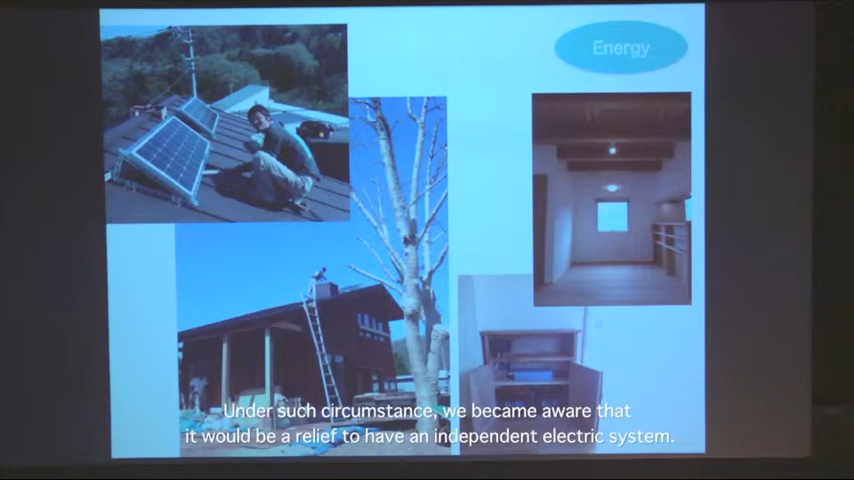 Energy
Under such circumstance, we became aware that
it would be a relief to have an independent electric system.